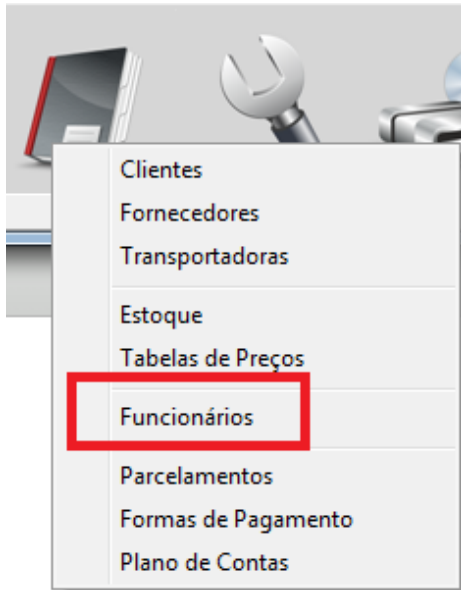 Clientes
Fornecedores
Transportadoras
Estoque
Tabelas de Preços
Funcionários
Parcelamentos
Formas de Pagamento
Plano de Contas